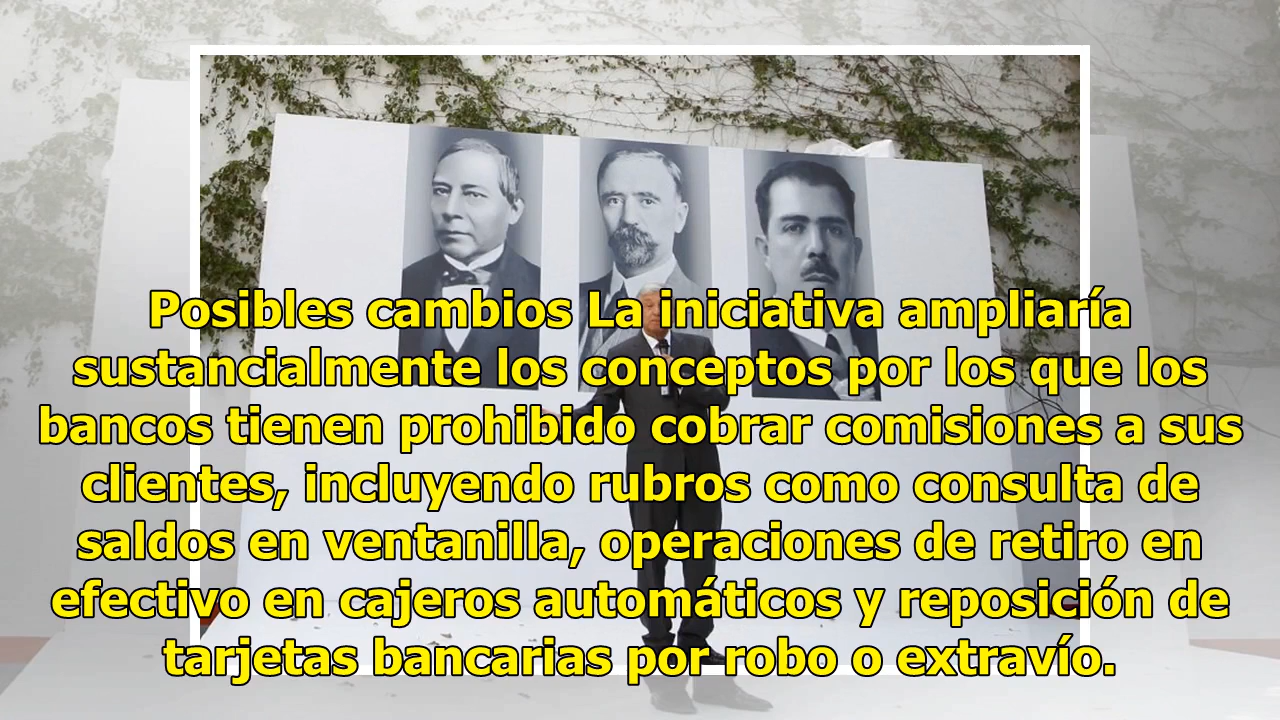 Posibles cambios La iniciativa ampliaría
sustancialmente los conceptos por los que los
bancos tienen prohibido cobrar comisiones a sus
clientes, incluyendo rubros como consulta de
saldos en ventanilla, operaciones de retiro en
efectivo en cajeros automáticos y reposición de
tarjetas bancarias por robo o extravío.